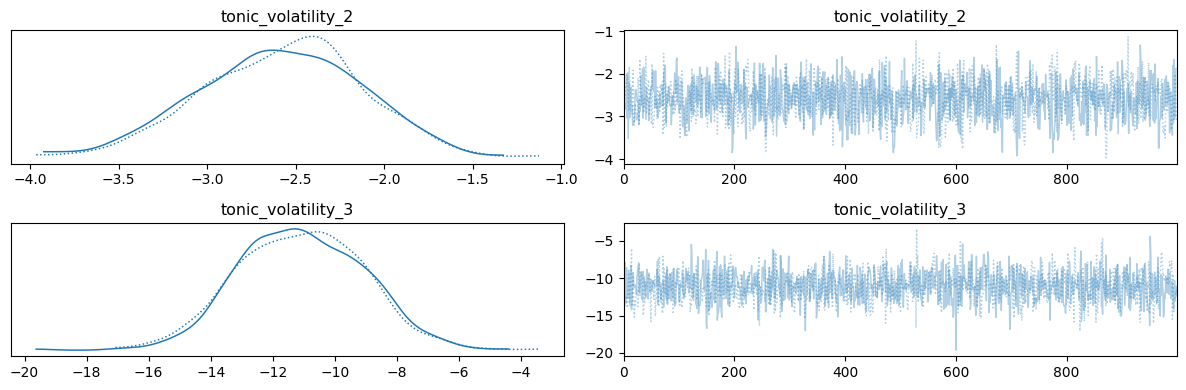 tonic_volatility_2
−4.0 −3.5 −3.0 −2.5 −2.0 −1.5 −1.0
tonic_volatility_2
−1
−2
−3
−4
0 200 400 600 800
tonic_volatility_3
−20 −18 −16 −14 −12 −10 −8 −6 −4
tonic_volatility_3
−5
−10
−15
−20
0 200 400 600 800